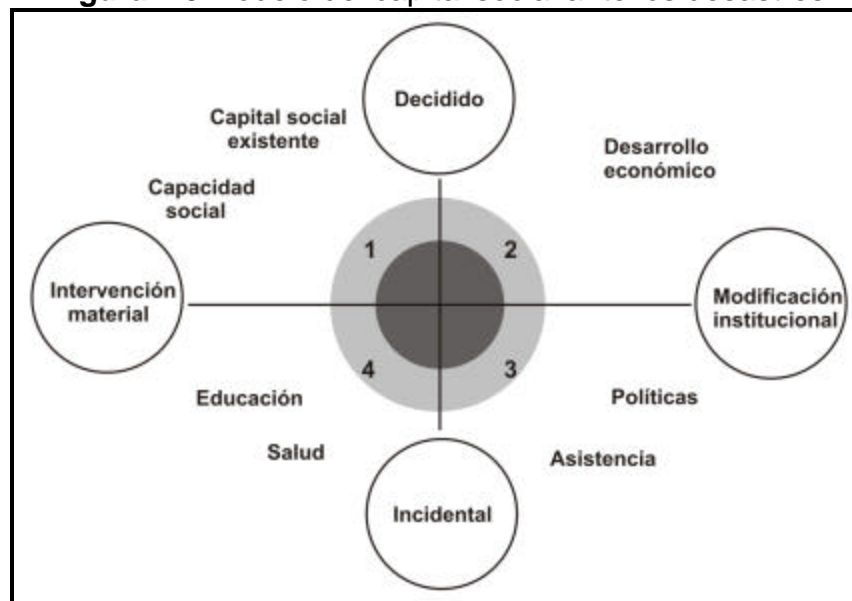 Decidido
Capital social
existente
Desarrollo
económico
Capacidad
social
1
2
Intervención
material
Modificación
institucional
4
3
Educación
Políticas
Salud
Asistencia
Incidental